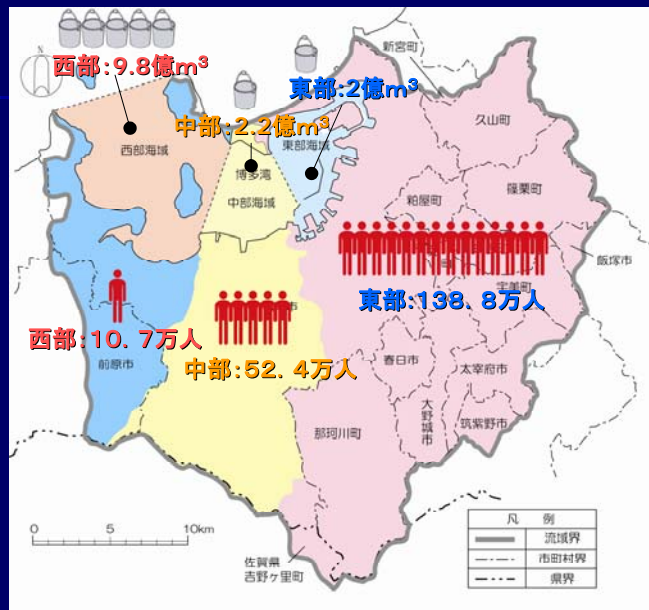 N
新宮町
西部:9.8億m³
東部:2億m³
中部:2.2億m³
久山町
西部海域
東部海域
博多湾
中部海域
粕屋町
篠栗町
飯塚市
宇美町
東部:138.8万人
西部:10.7万人
中部:52.4万人
前原市
春日市
太宰府市
大野城市
筑紫野市
那珂川町
0 5 10km
佐賀県
吉野ヶ里町
凡 例
流域界
市町村界
県界